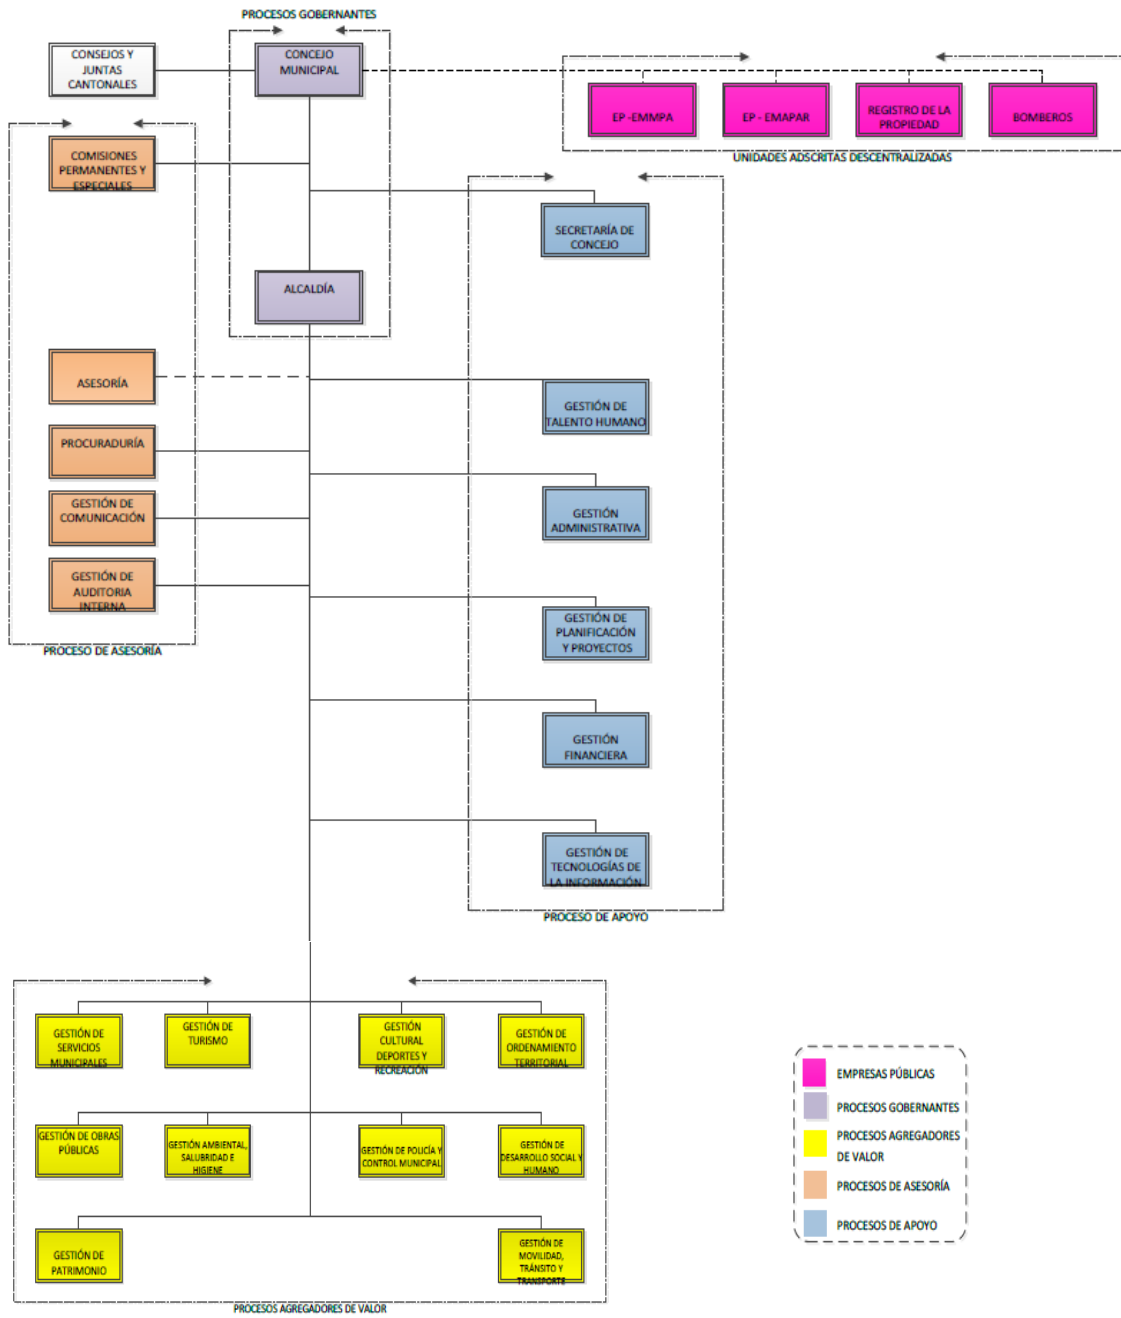 PROCESOS GOBERNANTES
CONSEJOS Y
JUNTAS
CANTONALES
CONCEJO
MUNICIPAL
EP -EMMPA
EP - EMAPAR
REGISTRO DE LA
PROPIEDAD
BOMBEROS
UNIDADES ADSCRITAS DESCENTRALIZADAS
COMISIONES
PERMANENTES Y
ESPECIALES
SECRETARÍA DE
CONCEJO
ALCALDÍA
ASESORÍA
GESTIÓN DE
TALENTO HUMANO
PROCURADURÍA
GESTIÓN DE
COMUNICACIÓN
GESTIÓN
ADMINISTRATIVA
GESTIÓN DE
AUDITORIA
INTERNA
PROCESO DE ASESORÍA
GESTIÓN DE
PLANIFICACIÓN
Y PROYECTOS
GESTIÓN
FINANCIERA
GESTIÓN DE
TECNOLOGÍAS DE
LA INFORMACIÓN
PROCESO DE APOYO
GESTIÓN DE
SERVICIOS
MUNICIPALES
GESTIÓN DE
TURISMO
GESTIÓN
CULTURAL
DEPORTES Y
RECREACIÓN
GESTIÓN DE
ORDENAMIENTO
TERRITORIAL
GESTIÓN DE OBRAS
PÚBLICAS
GESTIÓN AMBIENTAL,
SALUBRIDAD E
HIGIENE
GESTIÓN DE POLICÍA Y
CONTROL MUNICIPAL
GESTIÓN DE
DESARROLLO SOCIAL Y
HUMANO
GESTIÓN DE
PATRIMONIO
GESTIÓN DE
MOVILIDAD,
TRÁNSITO Y
TRANSPORTE
PROCESOS AGREGADORES DE VALOR
EMPRESAS PÚBLICAS
PROCESOS GOBERNANTES
PROCESOS AGREGADORES
DE VALOR
PROCESOS DE ASESORÍA
PROCESOS DE APOYO